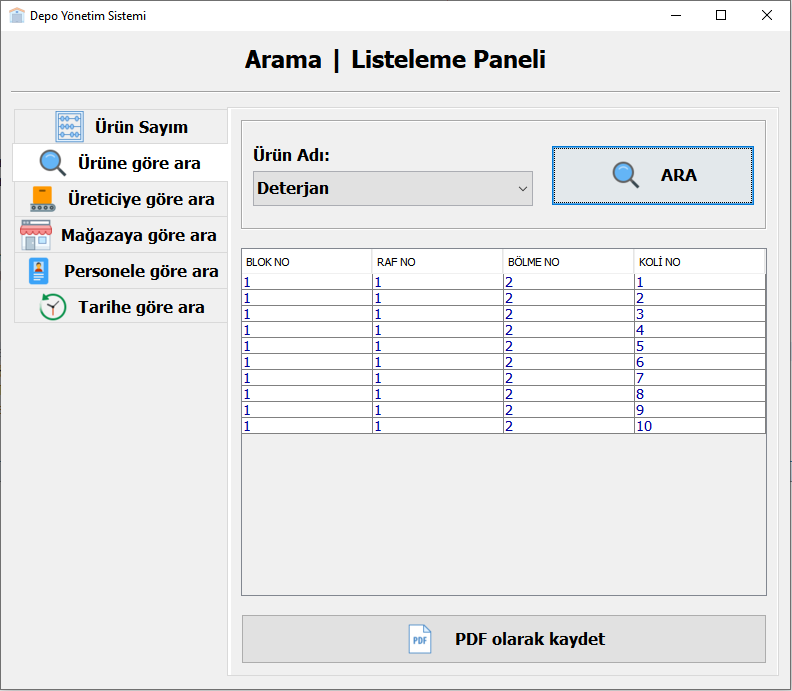 Depo Yönetim Sistemi
Arama | Listeleme Paneli
Ürün Sayım
Ürüne göre ara
Üreticiye göre ara
Mağazaya göre ara
Personele göre ara
Tarihe göre ara
Ürün Adı:
Deterjan
ARA
BLOK NO RAF NO BÖLME NO KOLİ NO
1 1 2 1
1 1 2 2
1 1 2 3
1 1 2 4
1 1 2 5
1 1 2 6
1 1 2 7
1 1 2 8
1 1 2 9
1 1 2 10
PDF PDF olarak kaydet